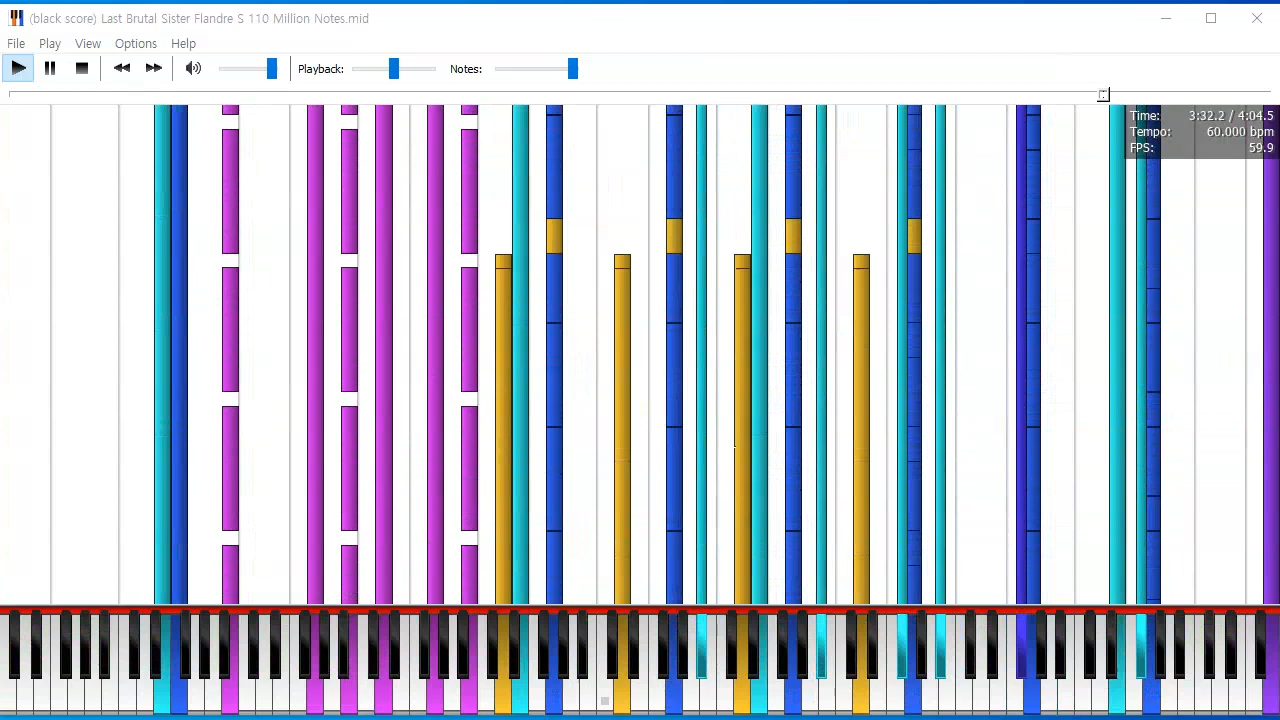 (black score) Last Brutal Sister Flandre S 110 Million Notes.mid
File Play View Options Help
Playback: Notes:
Time: 3:32.2 / 4:04.5
Tempo: 60,000 bpm
FPS: 59.9